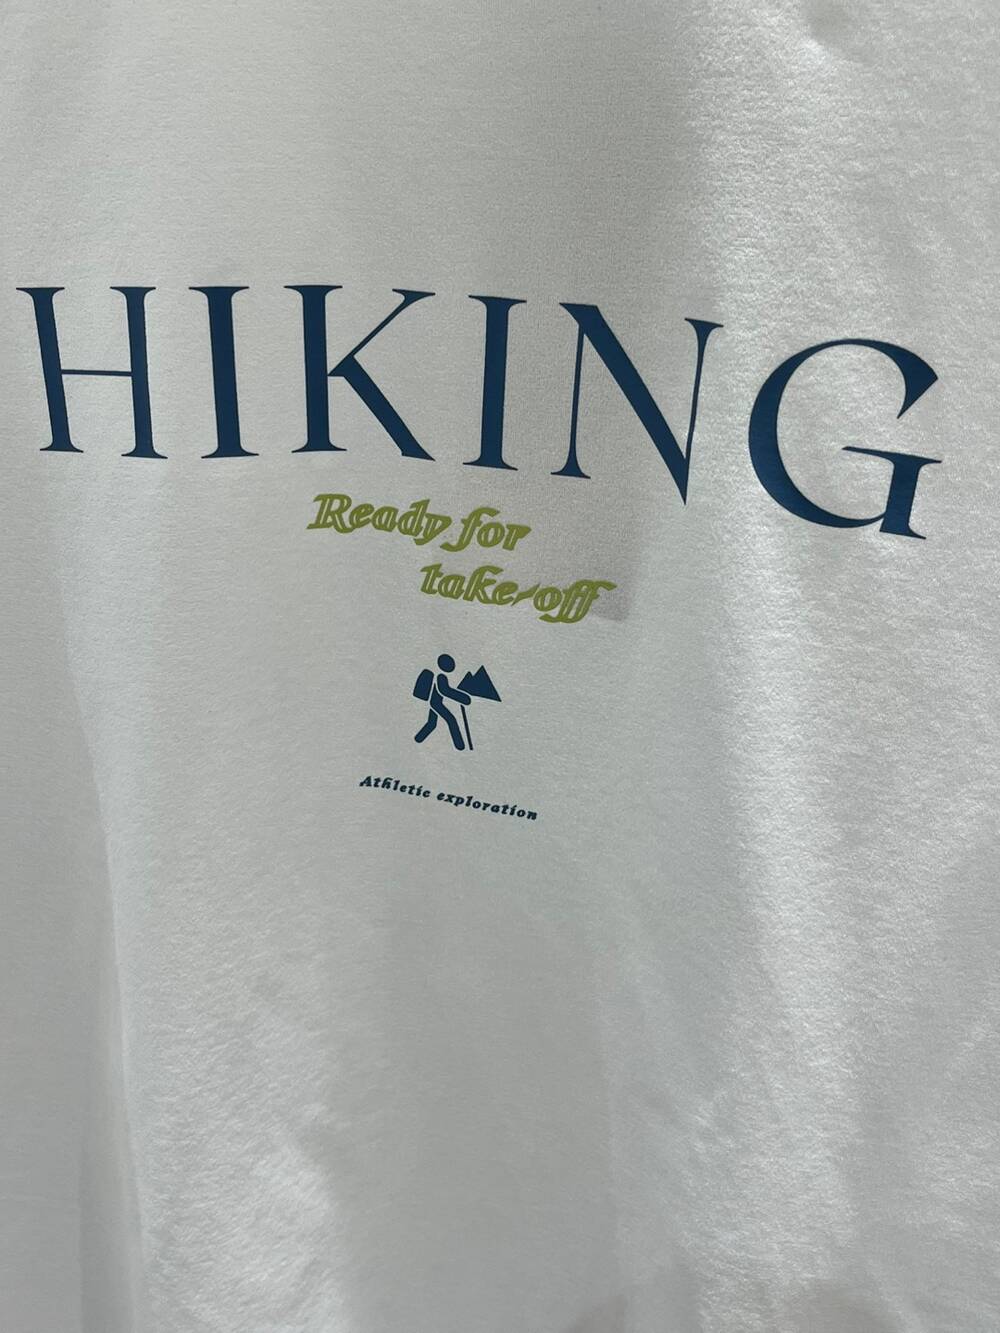 HIKING
Ready for
take-off
Athletic exploration